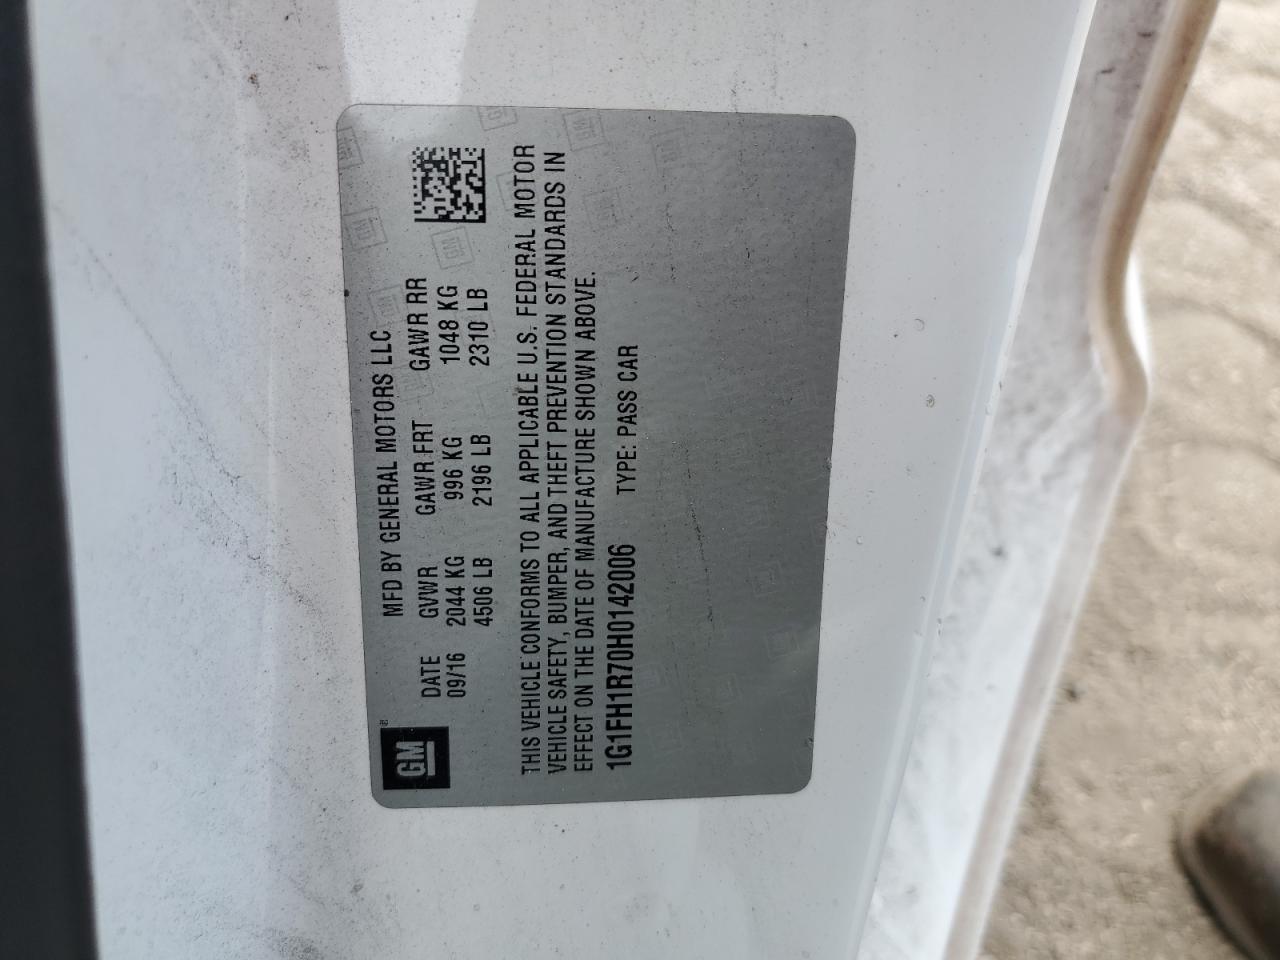 MFD BY GENERAL MOTORS LLC
DATE GVWR GAWR FRT GAWR RR
09/16 2044 KG 996 KG 1048 KG
4506 LB 2196 LB 2310 LB
GM
THIS VEHICLE CONFORMS TO ALL APPLICABLE U.S. FEDERAL MOTOR
VEHICLE SAFETY, BUMPER, AND THEFT PREVENTION STANDARDS IN
EFFECT ON THE DATE OF MANUFACTURE SHOWN ABOVE.
1G1FH1R70H0142006 TYPE: PASS CAR